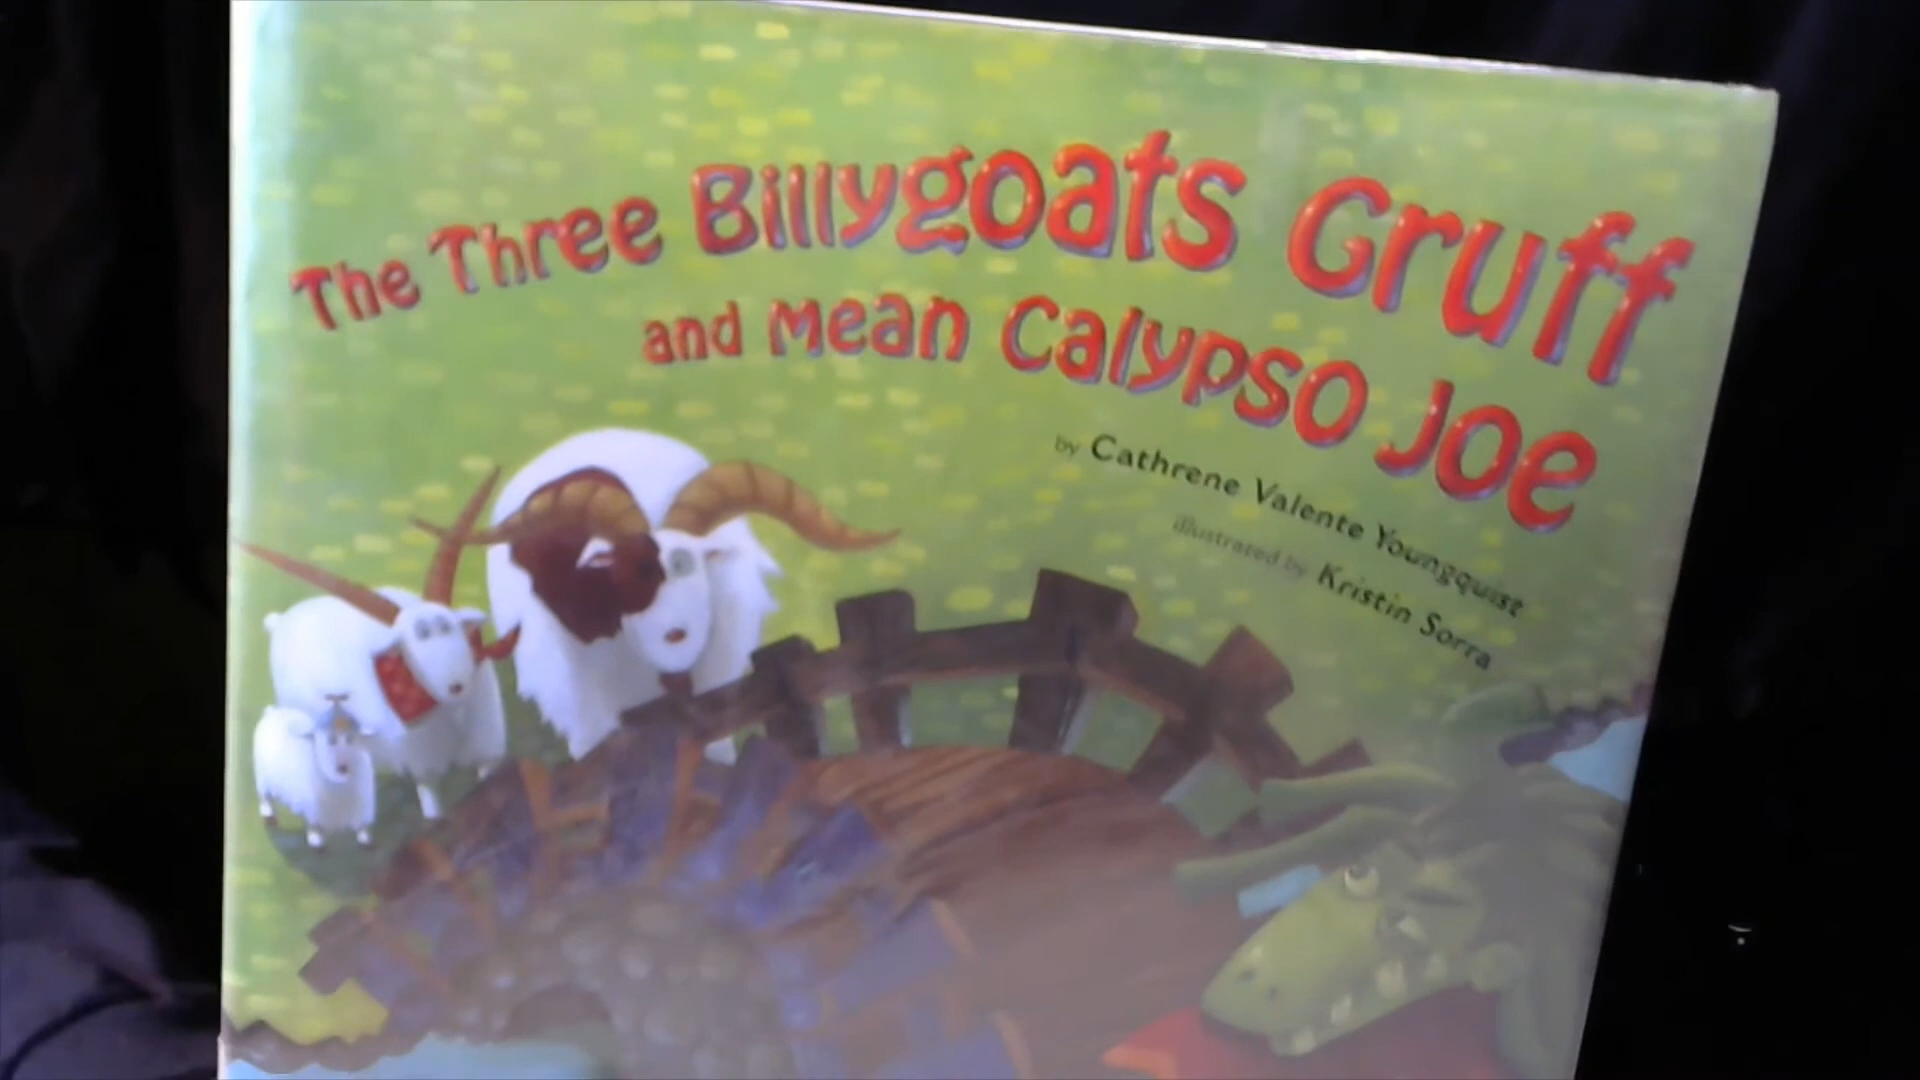 The Three Billygoats Gruff
and Mean Calypso Joe
by Cathrene Valente Youngquist
illustrated by Kristin Sorra